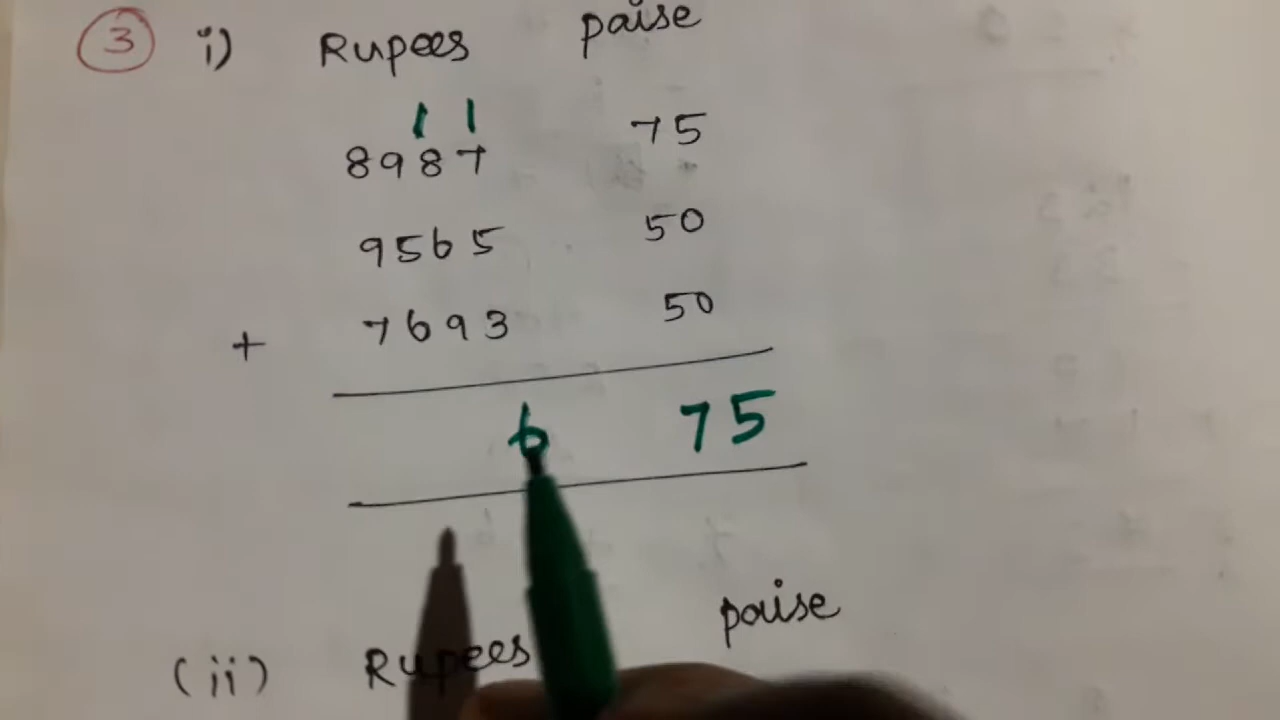 3 i) Rupees paise
1 1
8987 75
9565 50
+ 7693 50
6 75
(ii) Rupees paise